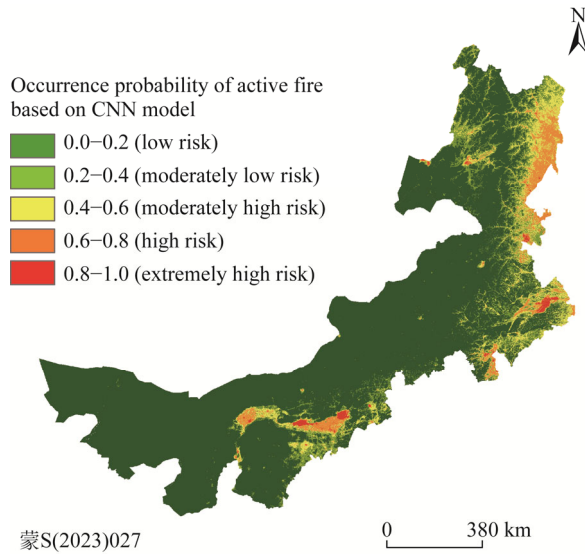 N
Occurrence probability of active fire
based on CNN model
0.0−0.2 (low risk)
0.2−0.4 (moderately low risk)
0.4−0.6 (moderately high risk)
0.6−0.8 (high risk)
0.8−1.0 (extremely high risk)
蒙S(2023)027
0 380 km